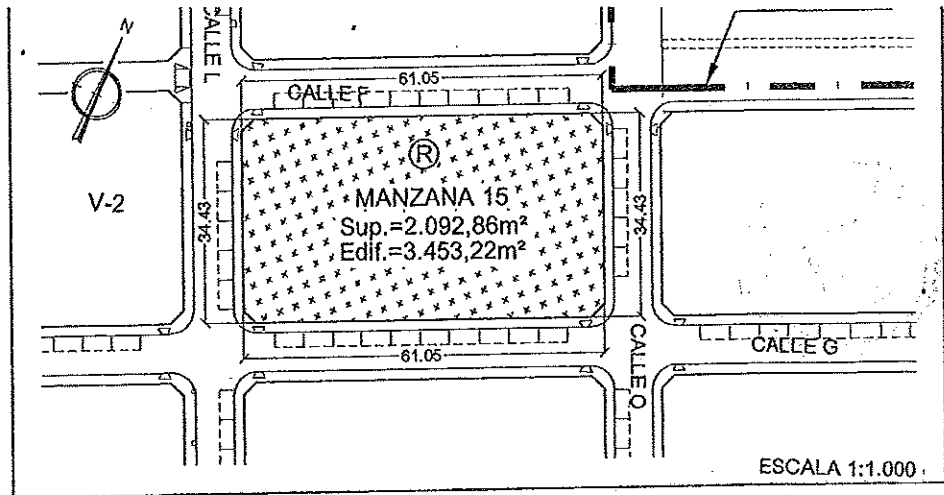 N
CALLE L
61.05
CALLE F
R
V-2
34.43
MANZANA 15
Sup.=2.092,86m²
Edif.=3.453,22m²
34.43
61.05
CALLE O
CALLE G
ESCALA 1:1.000